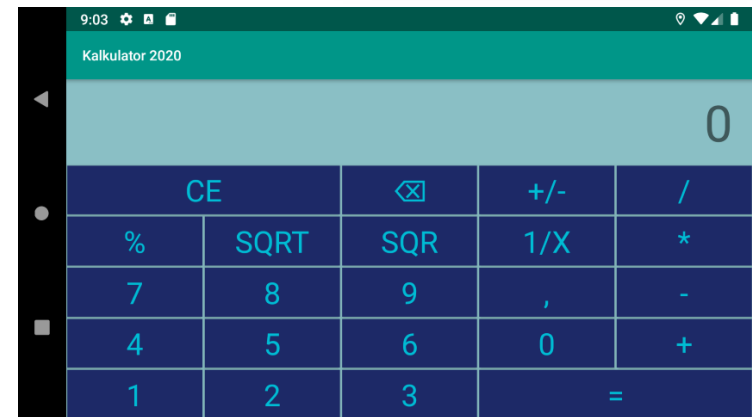 9:03
Kalkulator 2020
0
CE +/- /
% SQRT SQR 1/X *
7 8 9 , -
4 5 6 0 +
1 2 3 =